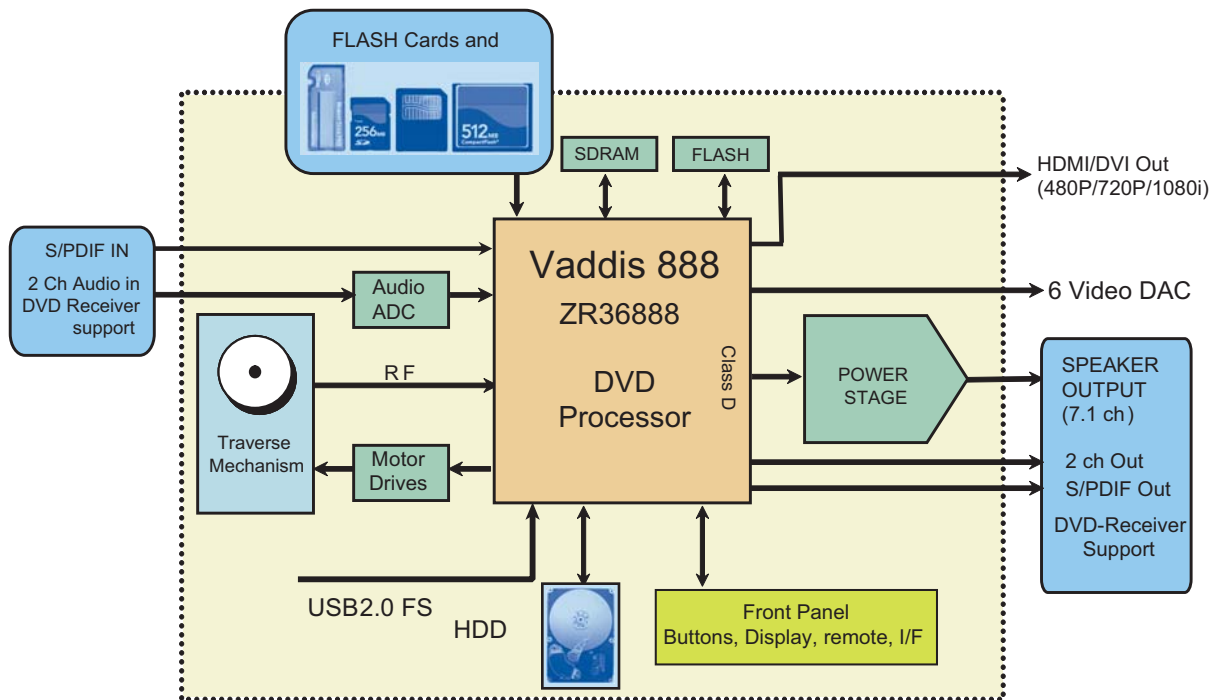 FLASH Cards and
256MB
SD
512MB
CompactFlash
SDRAM
FLASH
HDMI/DVI Out
(480P/720P/1080i)
S/PDIF IN
2 Ch Audio in
DVD Receiver
support
Audio
ADC
Vaddis 888
ZR36888
DVD
Processor
Class D
6 Video DAC
RF
Traverse
Mechanism
Motor
Drives
POWER
STAGE
SPEAKER
OUTPUT
(7.1 ch)
2 ch Out
S/PDIF Out
DVD-Receiver
Support
USB2.0 FS
HDD
Front Panel
Buttons, Display, remote, I/F